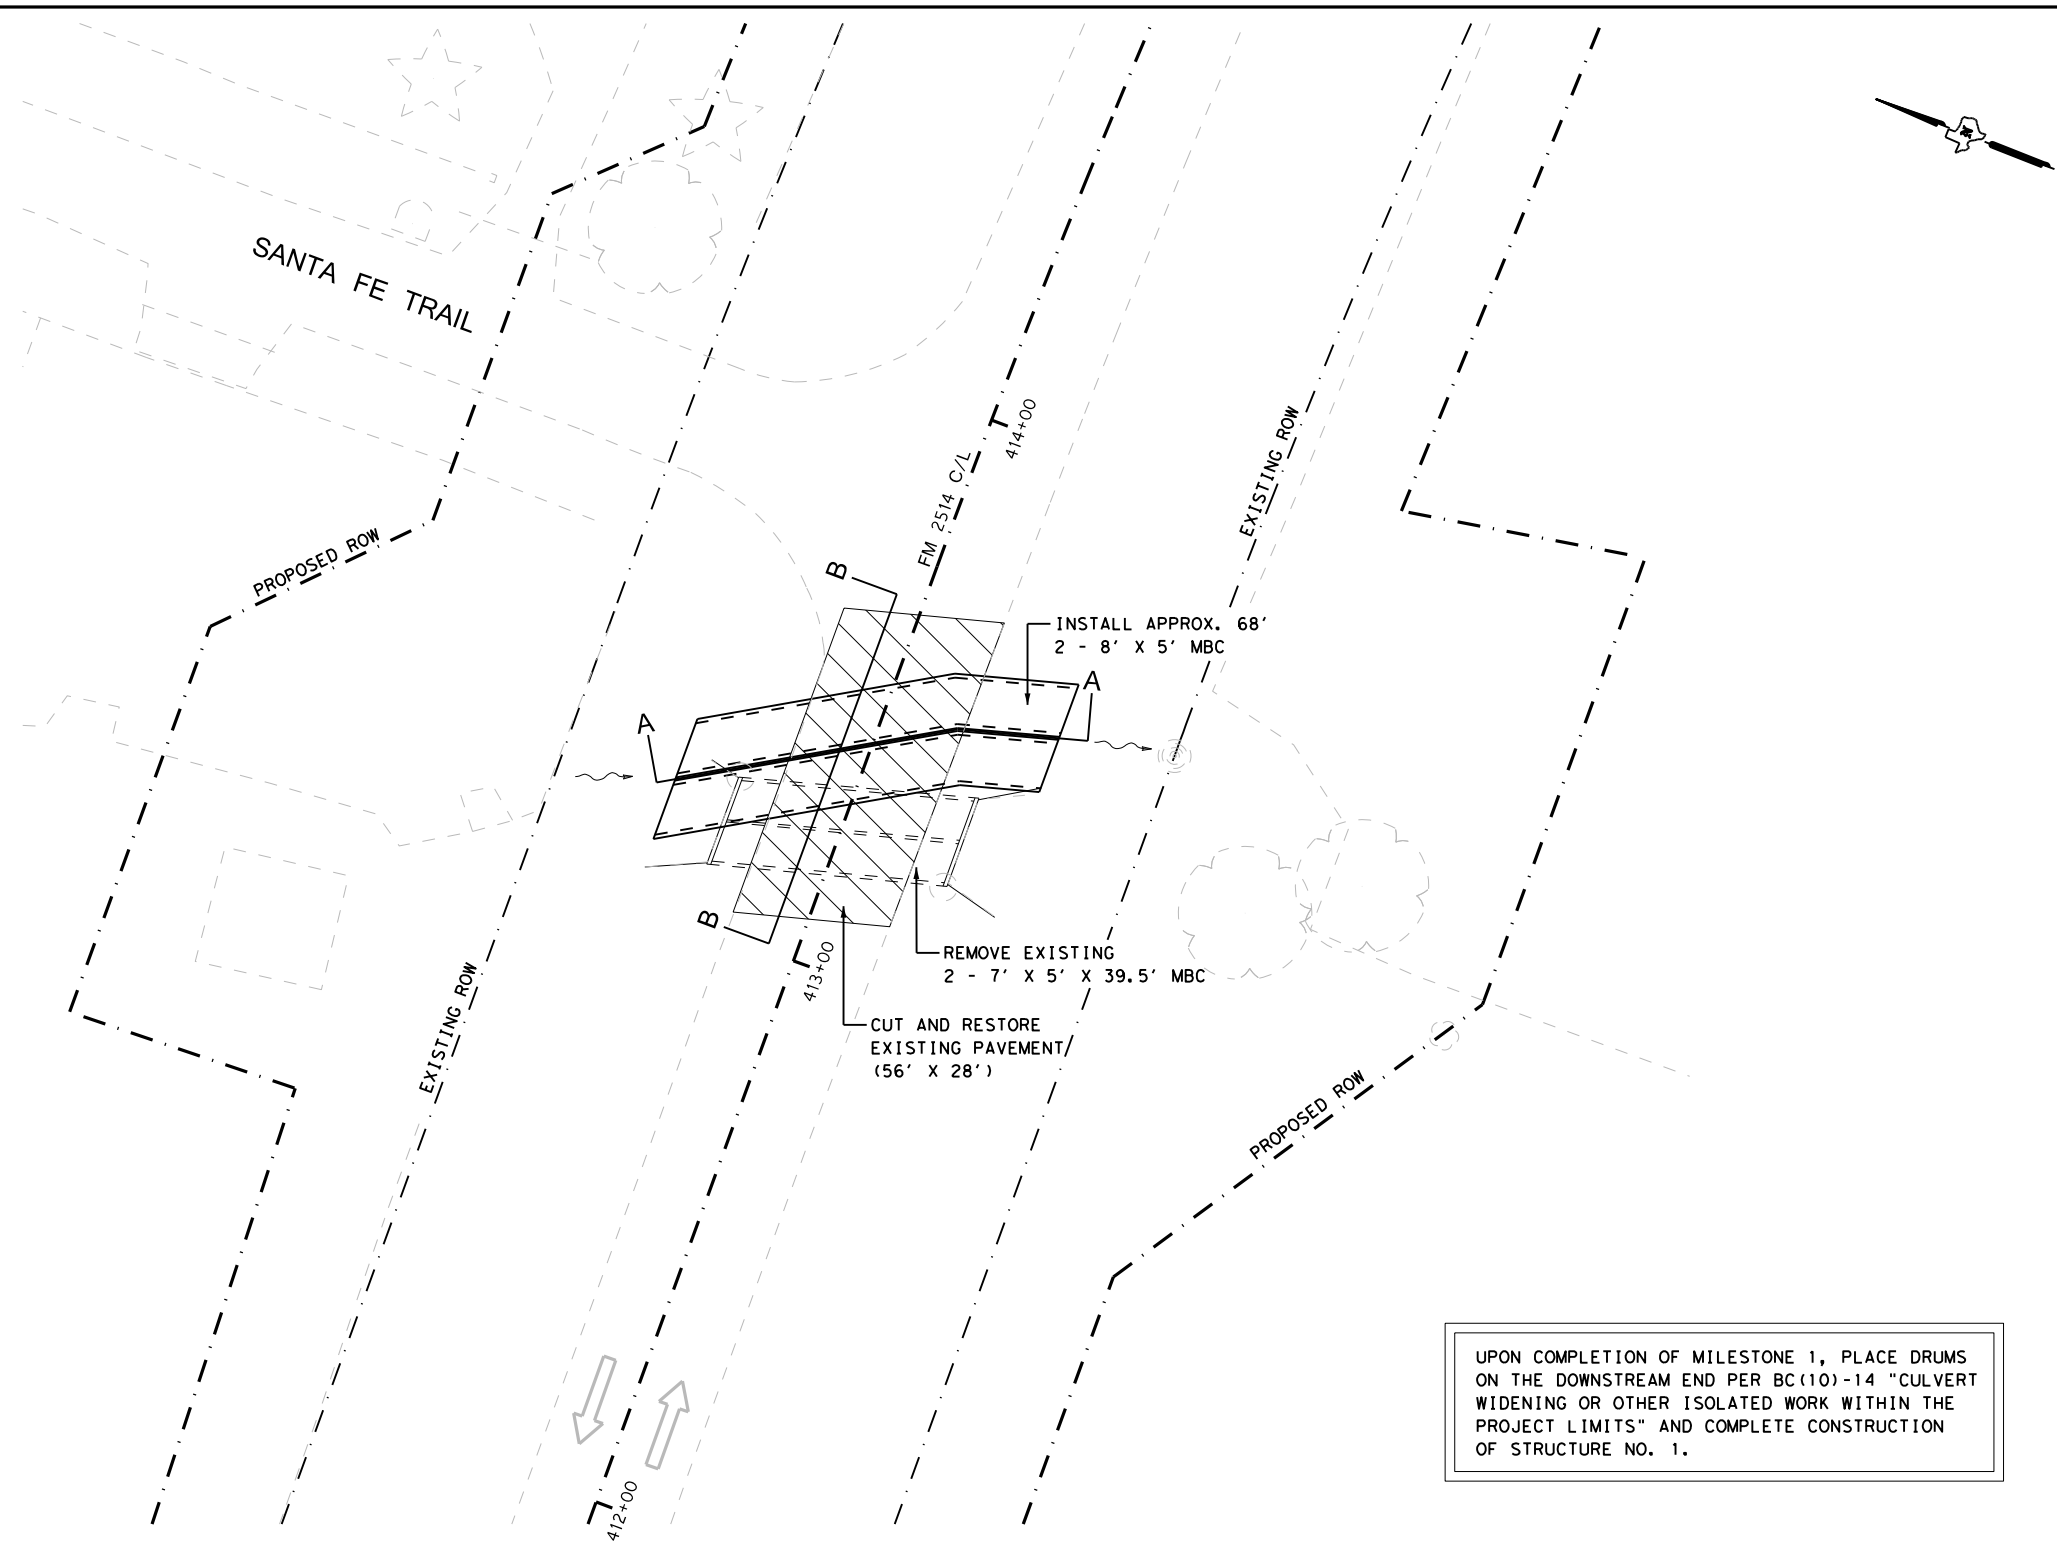 SANTA FE TRAIL
414+00
FM 2514 C/L
EXISTING ROW
PROPOSED ROW
B
INSTALL APPROX. 68'
2 - 8' X 5' MBC
A
A
B
413+00
REMOVE EXISTING
2 - 7' X 5' X 39.5' MBC
EXISTING ROW
CUT AND RESTORE
EXISTING PAVEMENT
(56' X 28')
PROPOSED ROW
UPON COMPLETION OF MILESTONE 1, PLACE DRUMS
ON THE DOWNSTREAM END PER BC(10)-14 "CULVERT
WIDENING OR OTHER ISOLATED WORK WITHIN THE
PROJECT LIMITS" AND COMPLETE CONSTRUCTION
OF STRUCTURE NO. 1.
412+00